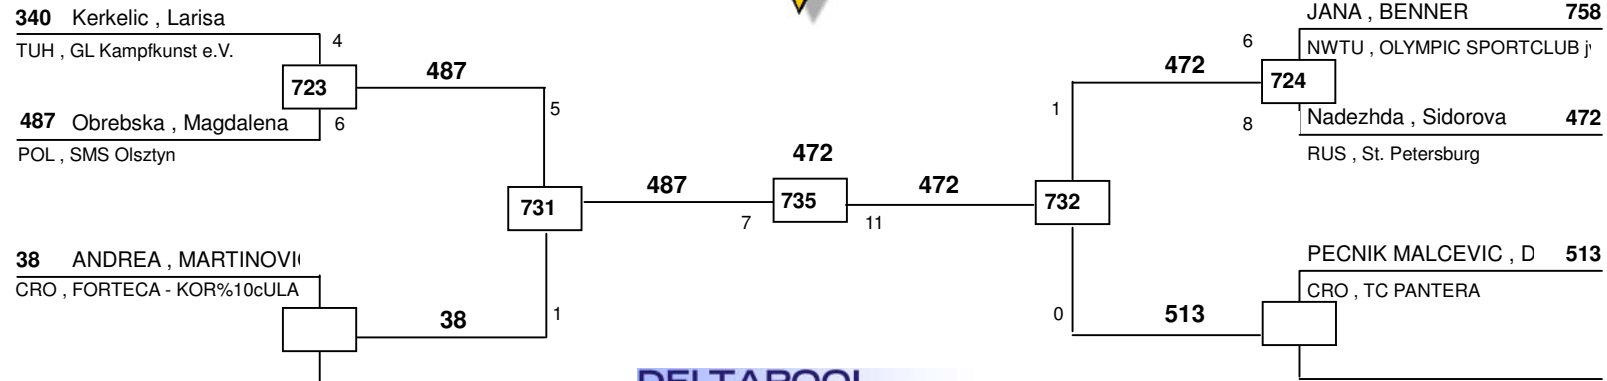 340 Kerkelic , Larisa
TUH , GL Kampfkunst e.V.
4
723
487
487 Obrebska , Magdalena
6
POL , SMS Olsztyn
5
731
487
38 ANDREA , MARTINOVI
CRO , FORTECA - KOR%10cULA
38
1
472
735
7
11
472
732
1
472
0
513
JANA , BENNER 758
6
NWTU , OLYMPIC SPORTCLUB
724
Nadezhda , Sidorova 472
8
RUS , St. Petersburg
PECNIK MALCEVIC , D 513
CRO , TC PANTERA
DELTAPOOL